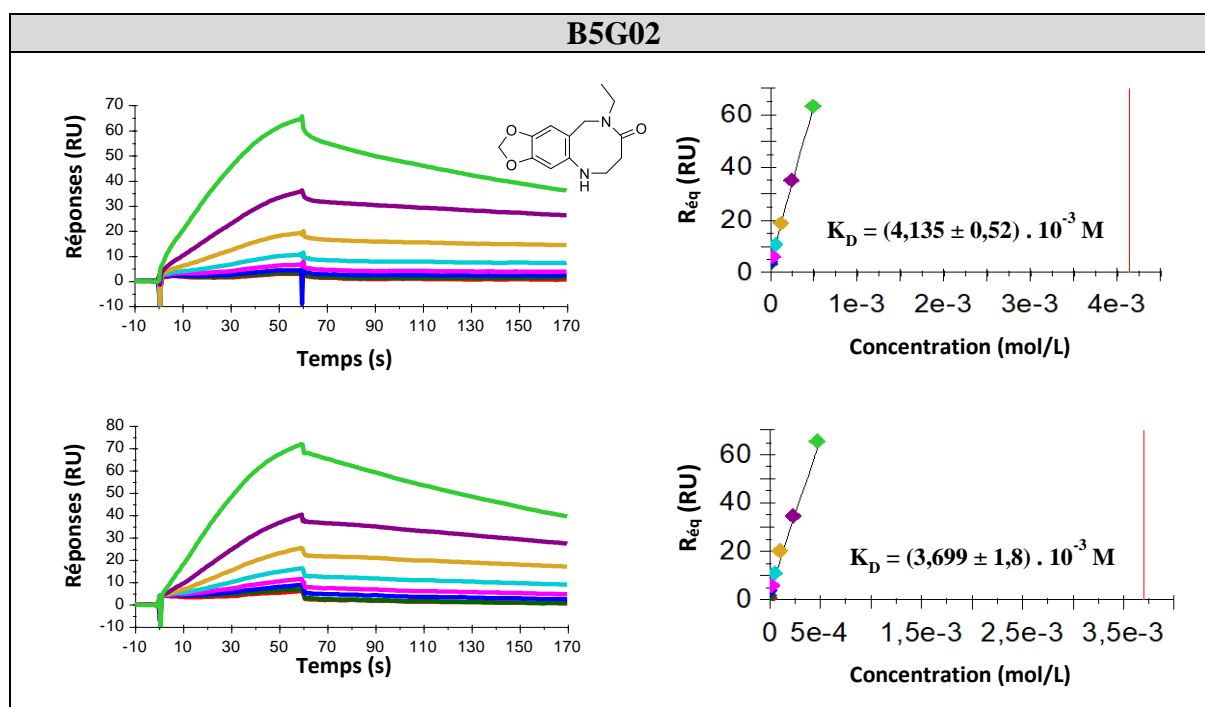 B5G02
Réponses (RU)
70
60
50
40
30
20
10
0
-10
-10 10 30 50 70 90 110 130 150 170
Temps (s)
O
O
N
O
N
H
R_éq (RU)
60
40
20
0
K_D = (4,135 ± 0,52) . 10^-3 M
0 1e-3 2e-3 3e-3 4e-3
Concentration (mol/L)
Réponses (RU)
80
70
60
50
40
30
20
10
0
-10
-10 10 30 50 70 90 110 130 150 170
Temps (s)
R_éq (RU)
60
40
20
0
K_D = (3,699 ± 1,8) . 10^-3 M
0 5e-4 1,5e-3 2,5e-3 3,5e-3
Concentration (mol/L)